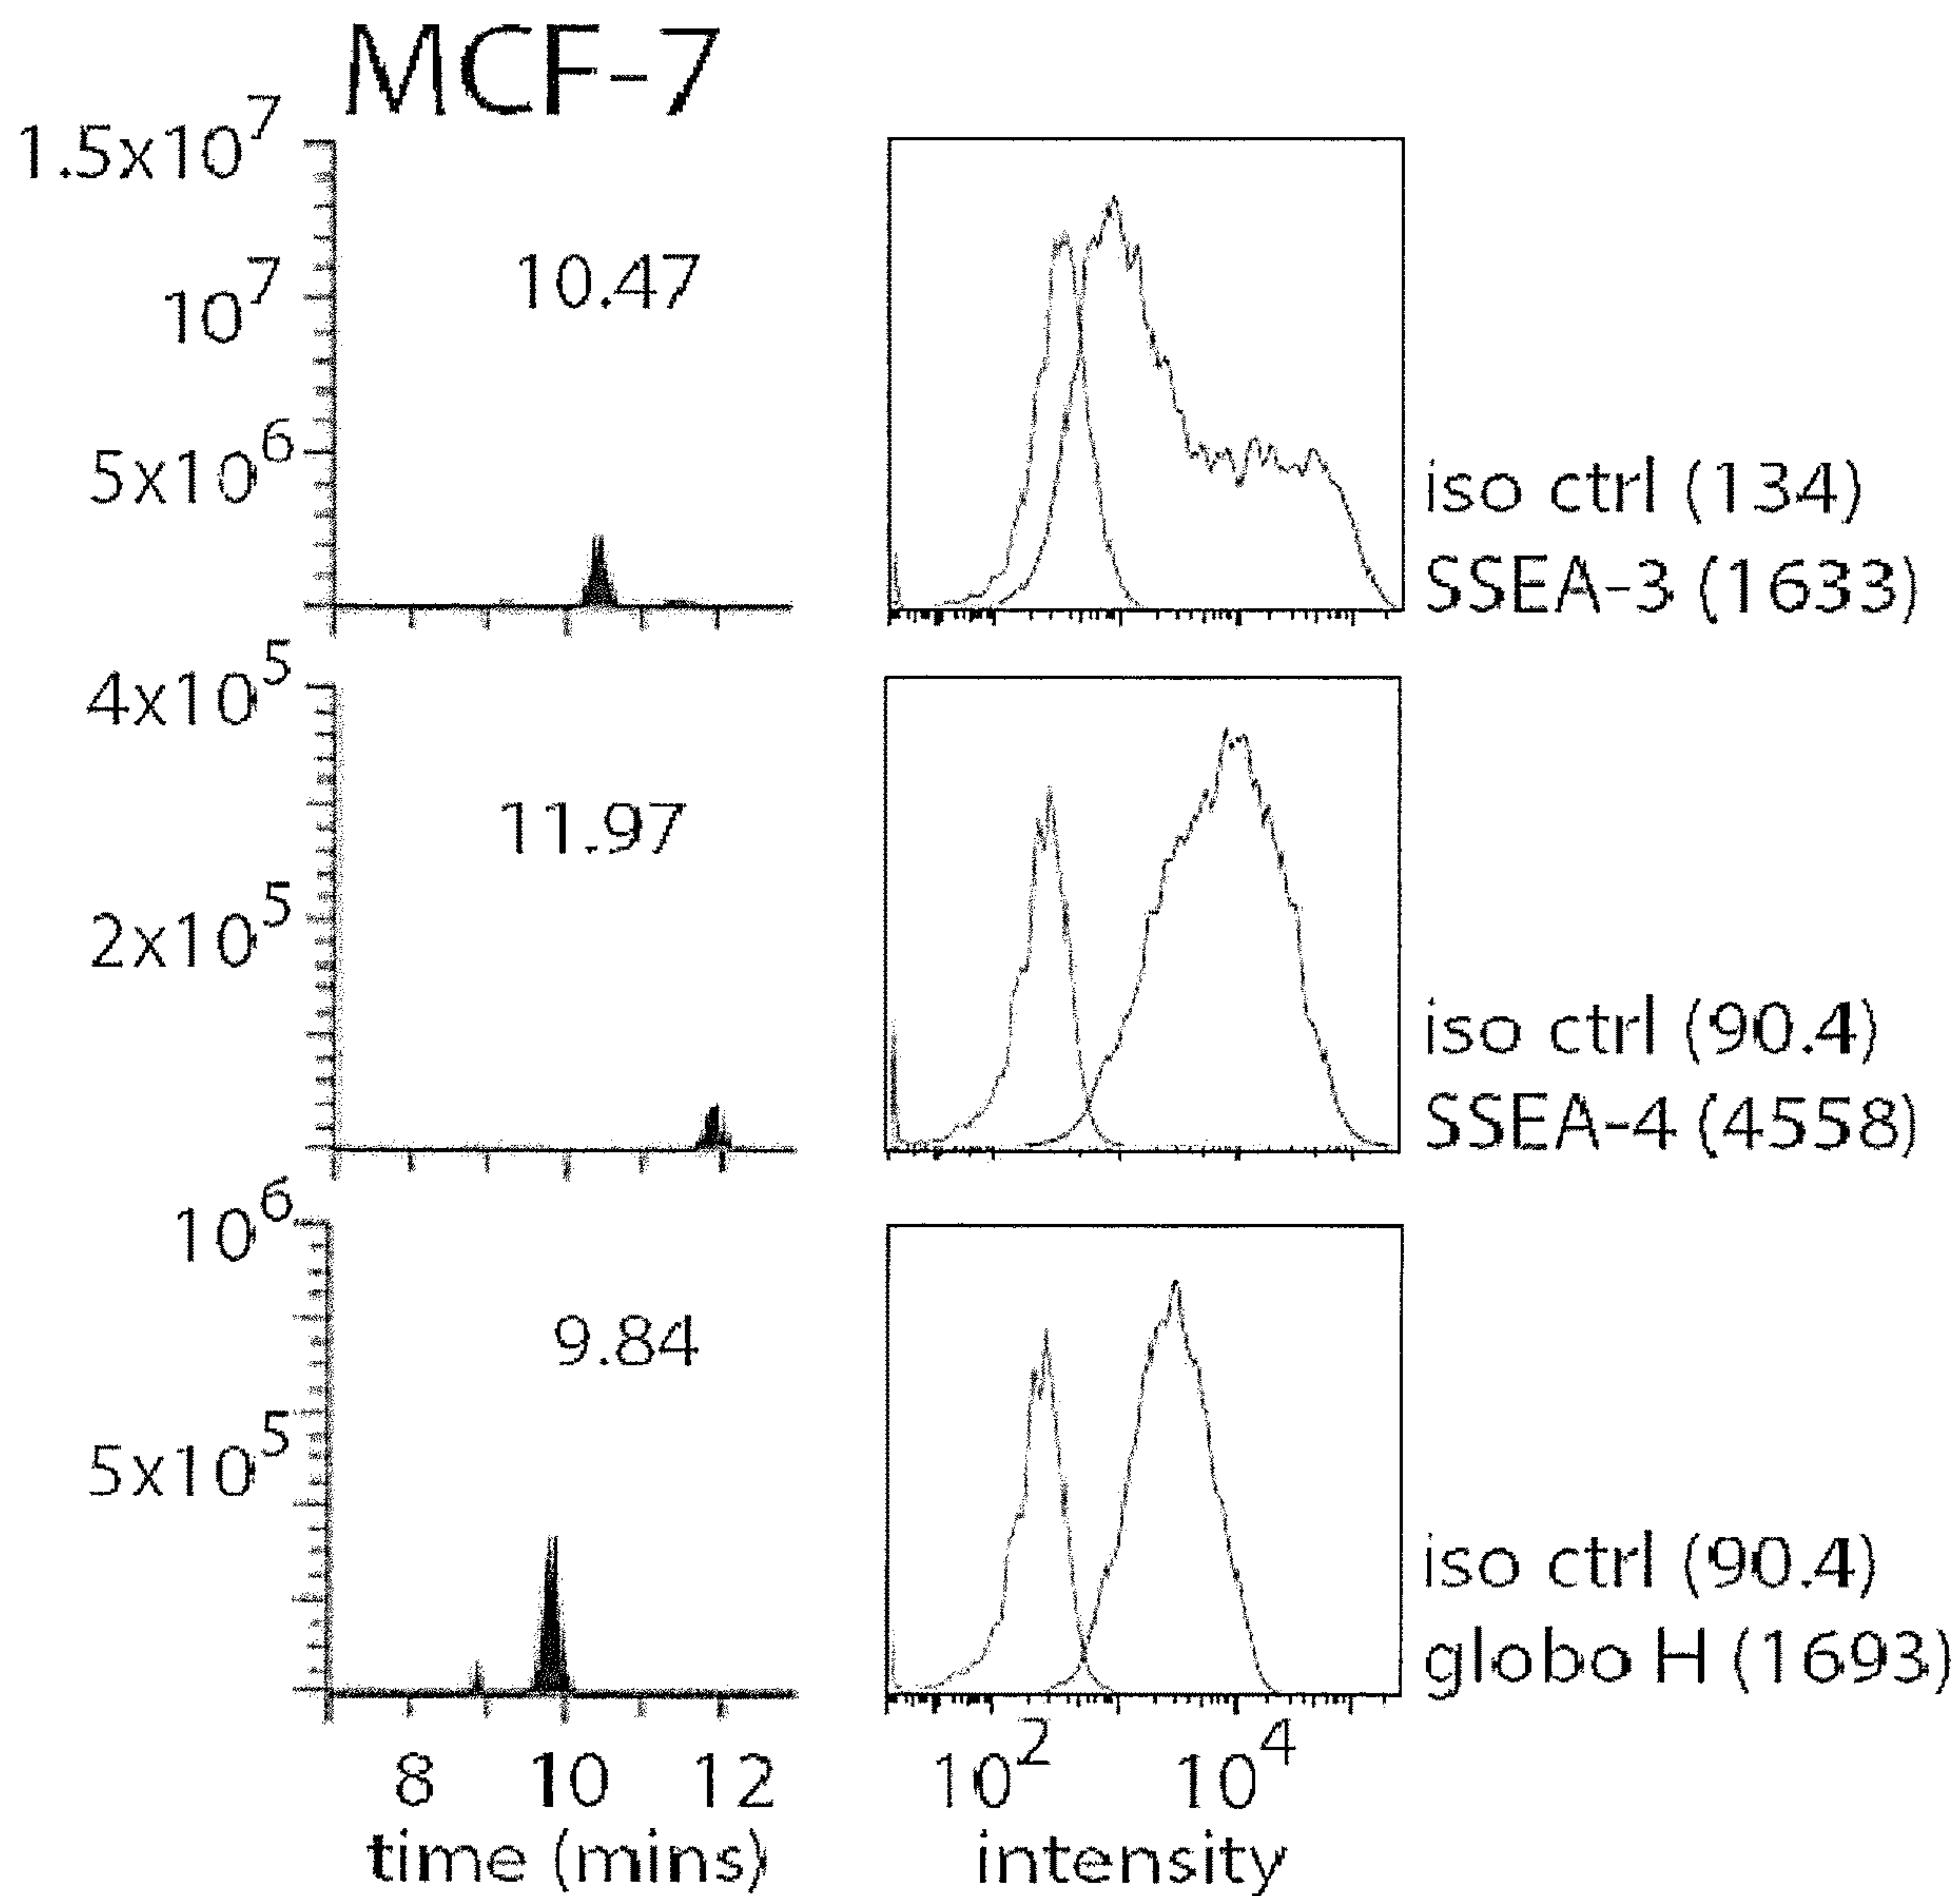 MCF-7
1.5x10^7
10^7
5x10^6
10.47
iso ctrl (134)
SSEA-3 (1633)
4x10^5
2x10^5
11.97
iso ctrl (90.4)
SSEA-4 (4558)
10^6
5x10^5
9.84
iso ctrl (90.4)
globo H (1693)
8 10 12
time (mins)
10^2 10^4
intensity